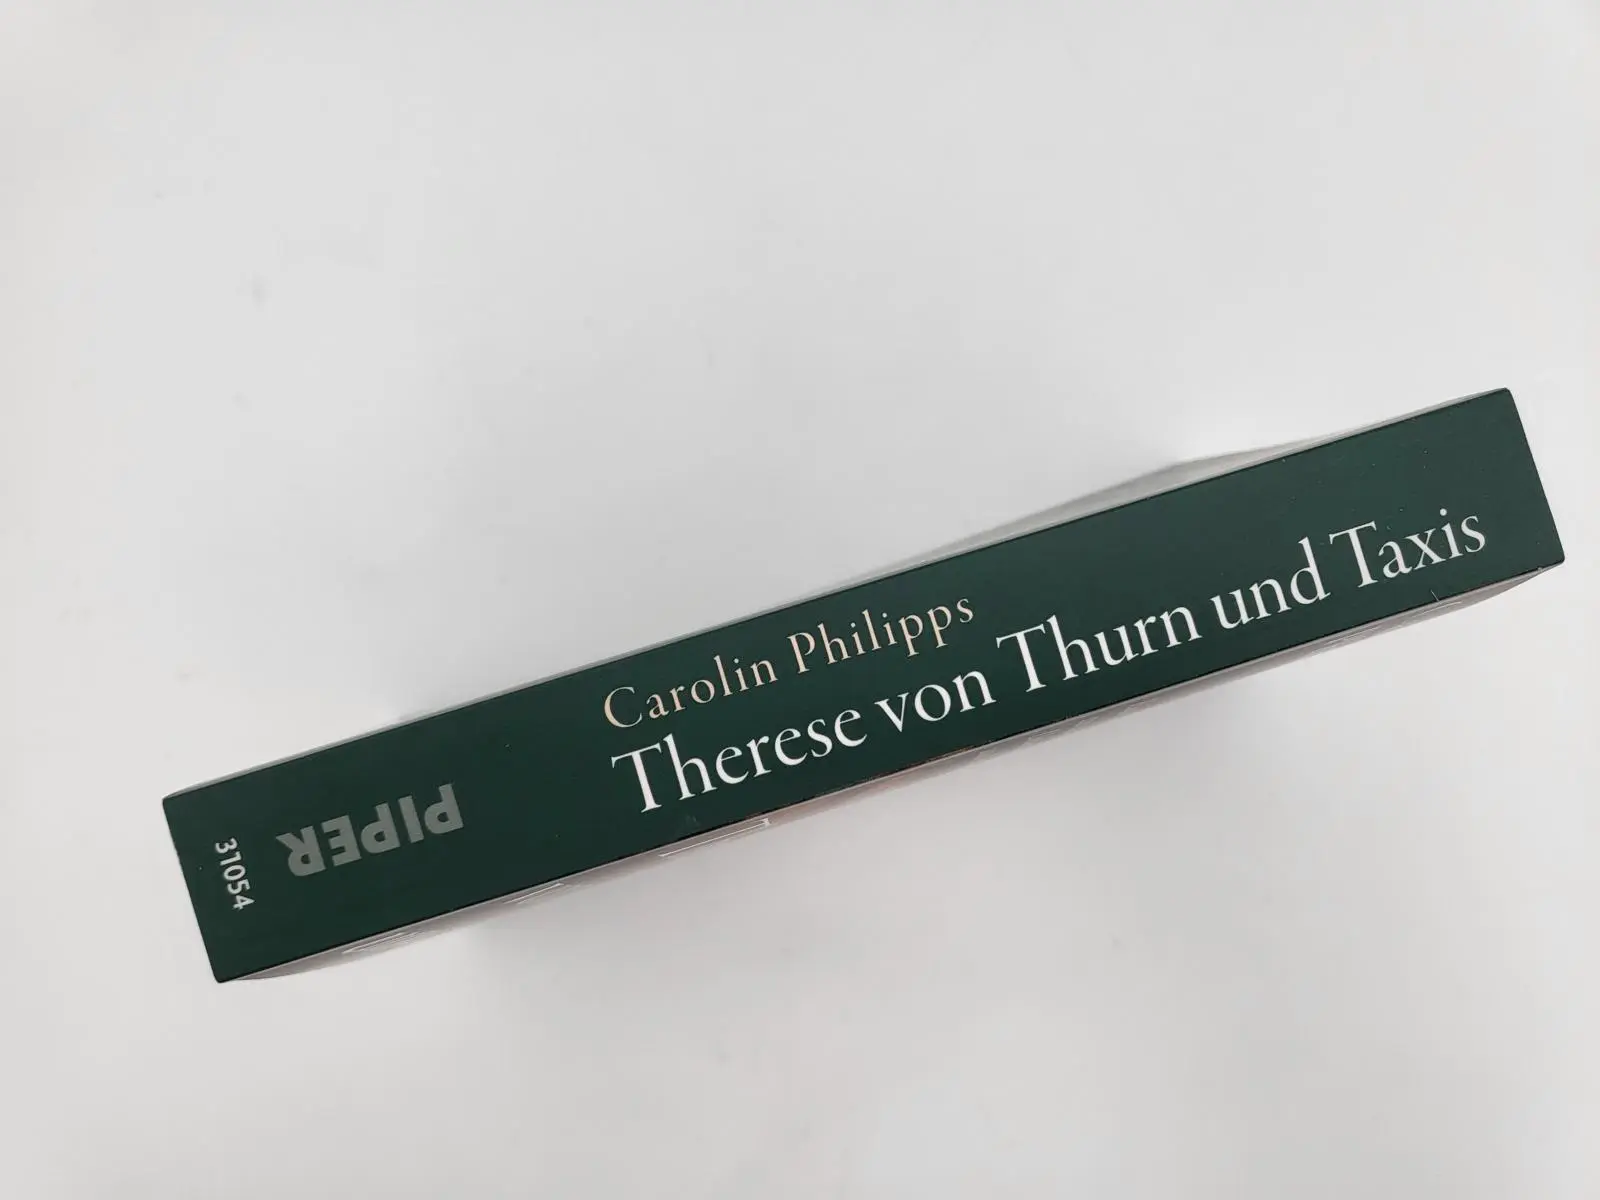 Carolin Philipps
Therese von Thurn und Taxis
PIPER
31054